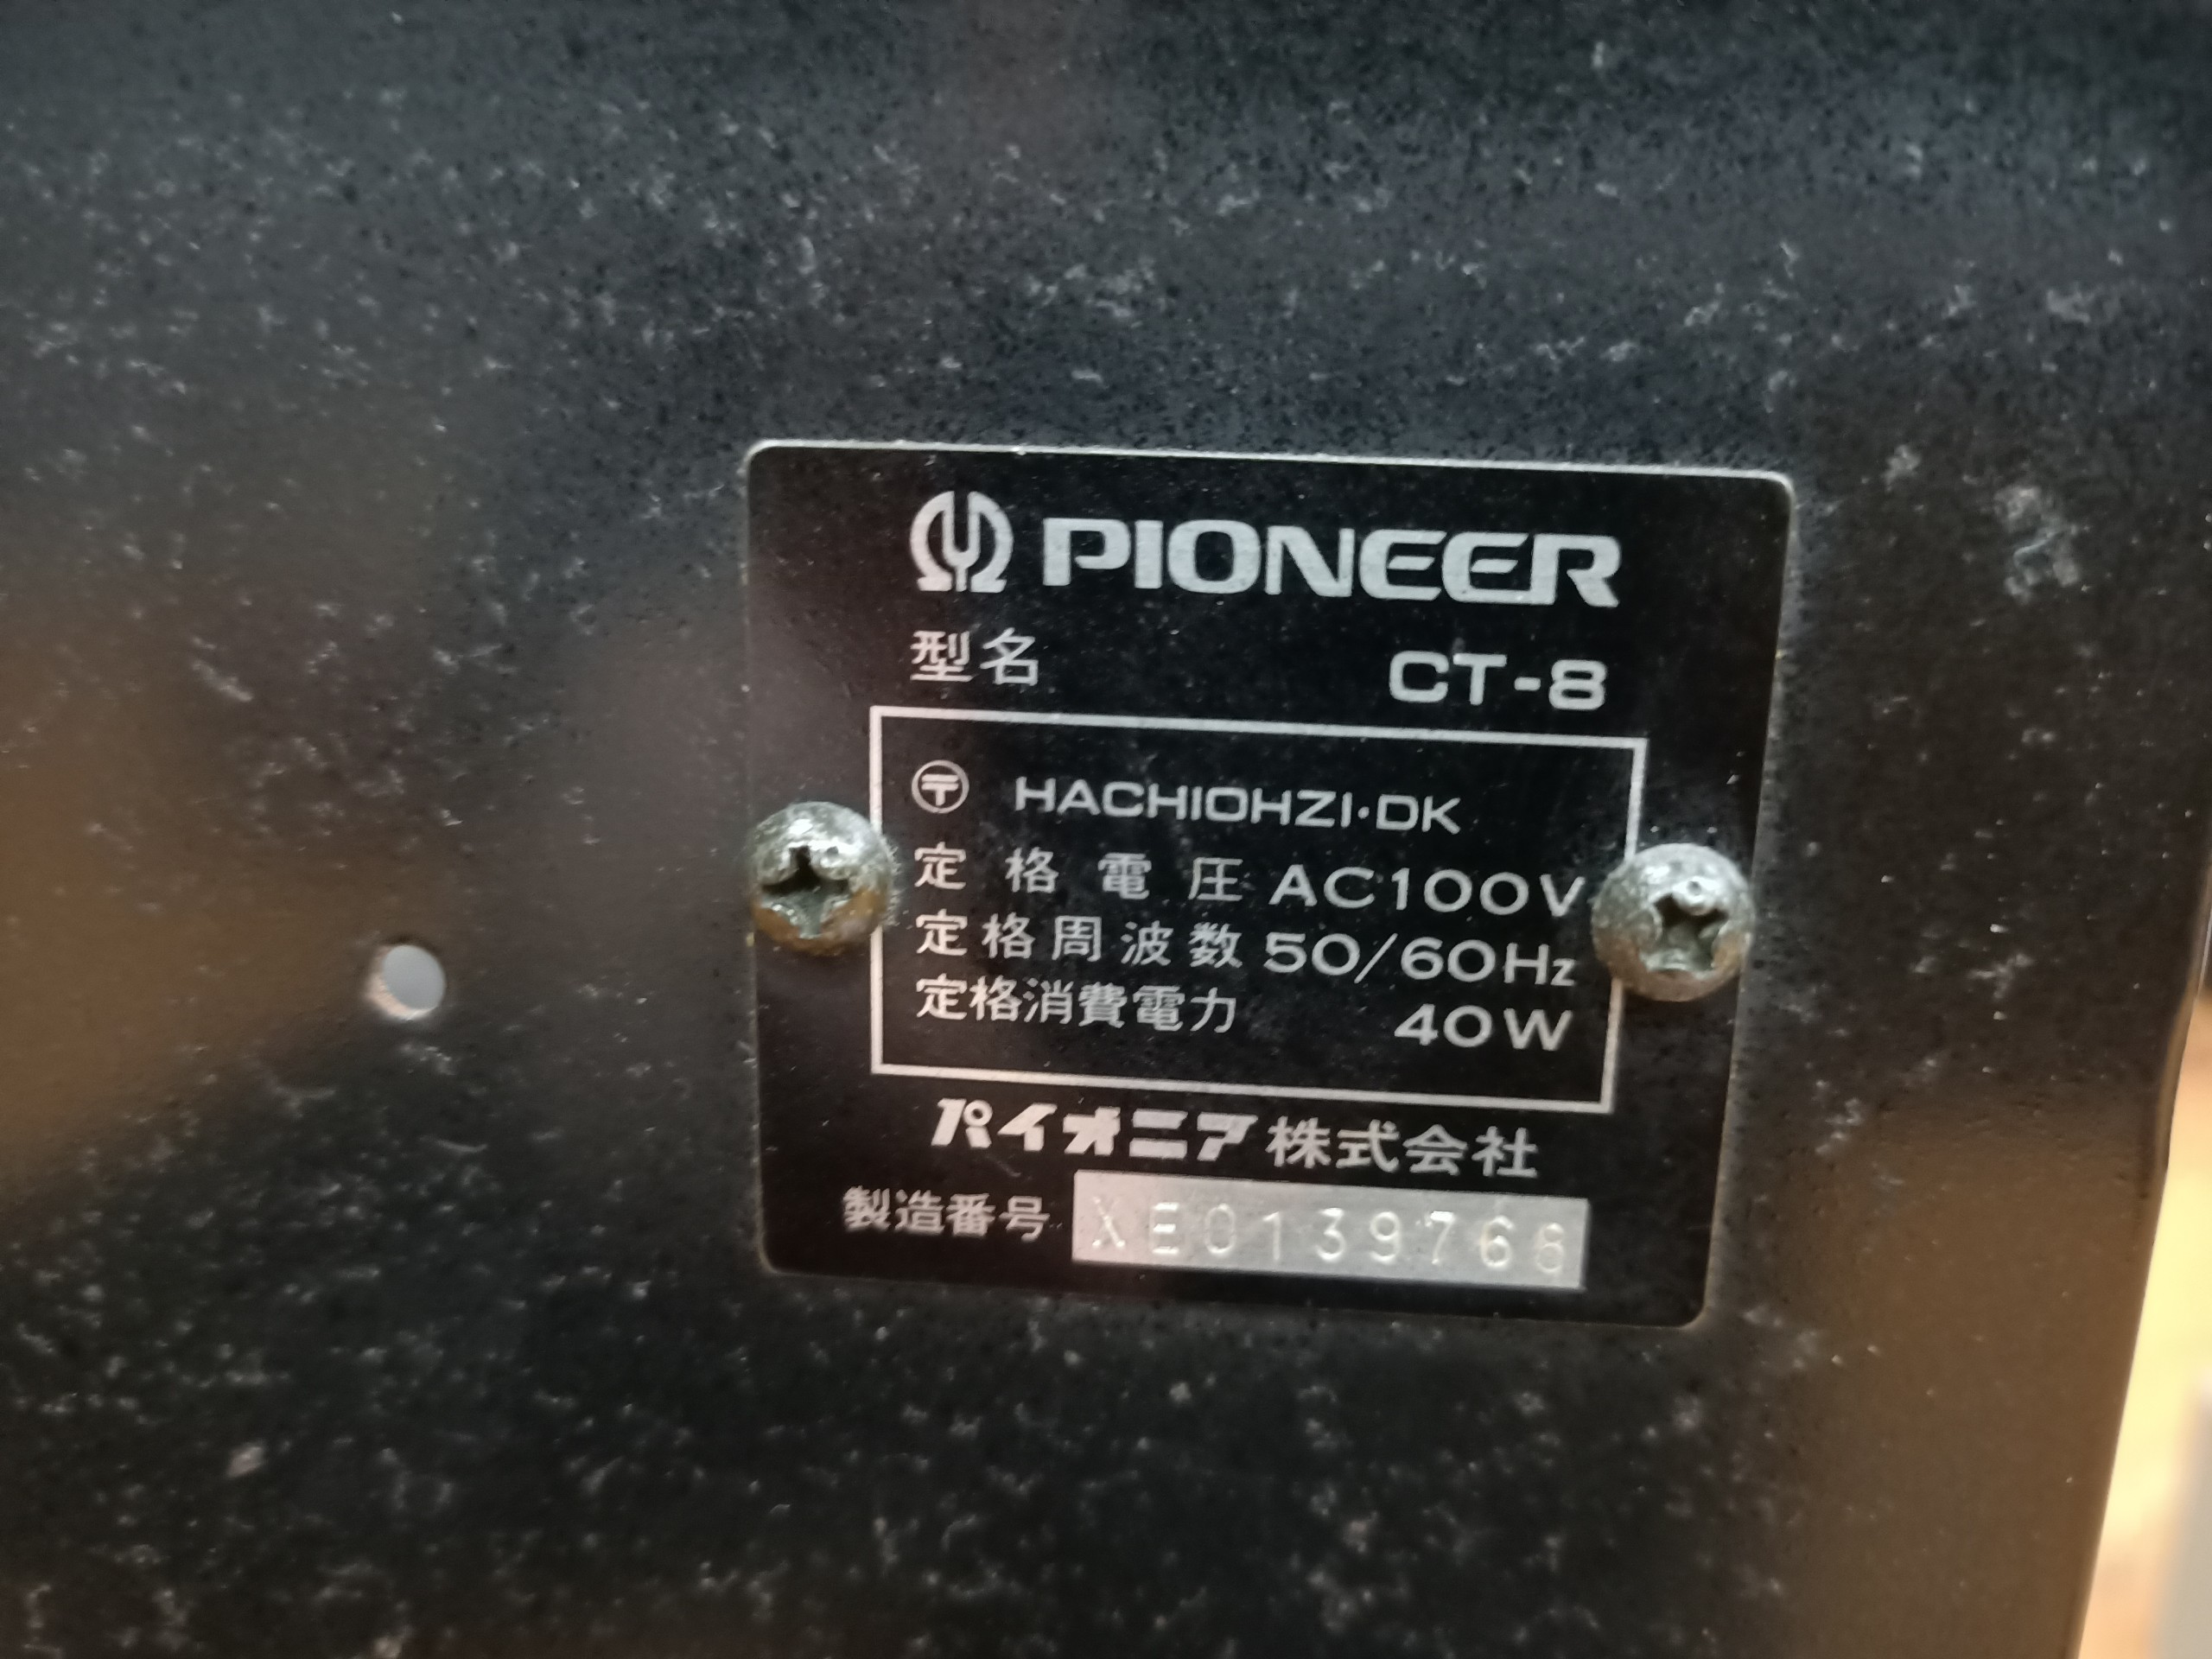 PIONEER
型名 CT-8
〶 HACHIOHZI・DK
定格電圧 AC100V
定格周波数 50/60Hz
定格消費電力 40W
パイオニア株式会社
製造番号 XE0139768